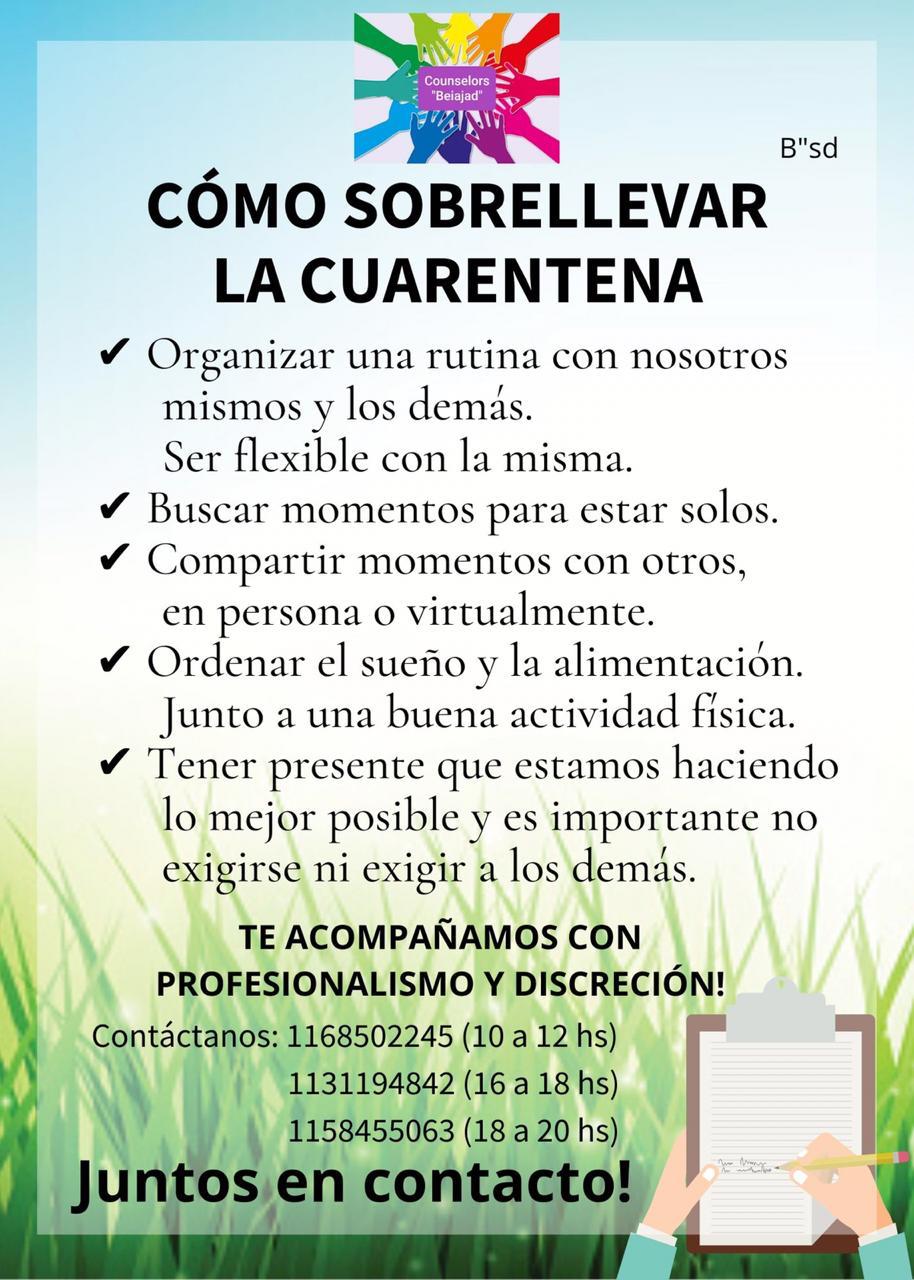 Counselors
"Beiajad"
B"sd
CÓMO SOBRELLEVAR
LA CUARENTENA
✔ Organizar una rutina con nosotros
mismos y los demás.
Ser flexible con la misma.
✔ Buscar momentos para estar solos.
✔ Compartir momentos con otros,
en persona o virtualmente.
✔ Ordenar el sueño y la alimentación.
Junto a una buena actividad física.
✔ Tener presente que estamos haciendo
lo mejor posible y es importante no
exigirse ni exigir a los demás.
TE ACOMPAÑAMOS CON
PROFESIONALISMO Y DISCRECIÓN!
Contáctanos: 1168502245 (10 a 12 hs)
1131194842 (16 a 18 hs)
1158455063 (18 a 20 hs)
Juntos en contacto!